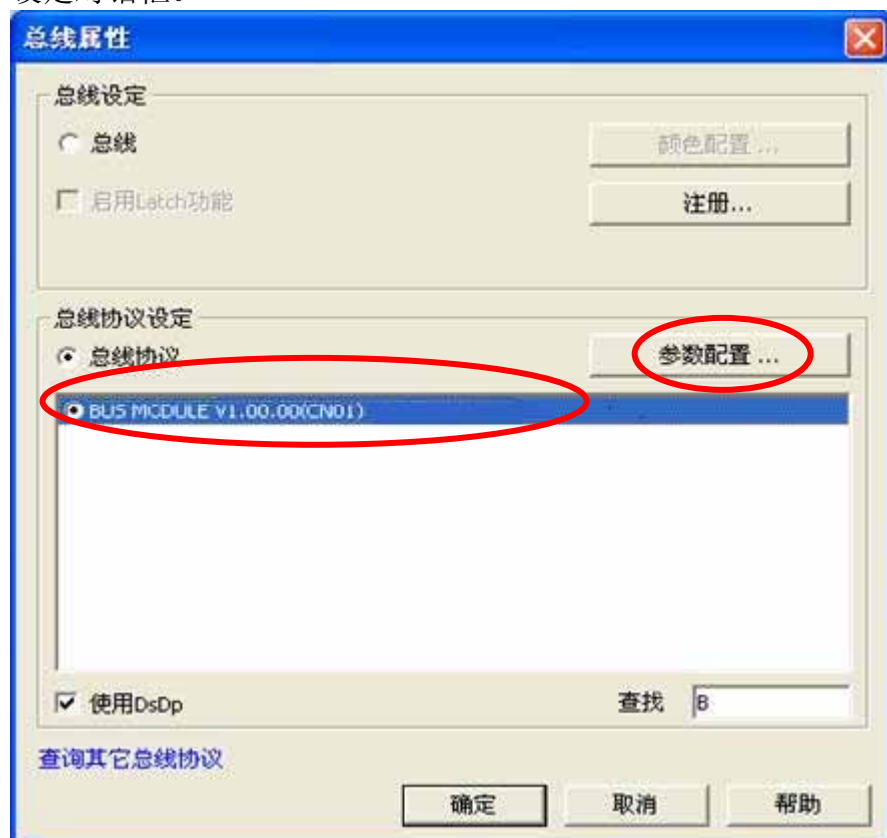 总线属性
总线设定
总线
颜色配置 ...
启用Latch功能
注册...
总线协议设定
总线协议
参数配置 ...
BUS MODULE V1.00.00(CN01)
使用DsDp
查找 B
查询其它总线协议
确定 取消 帮助